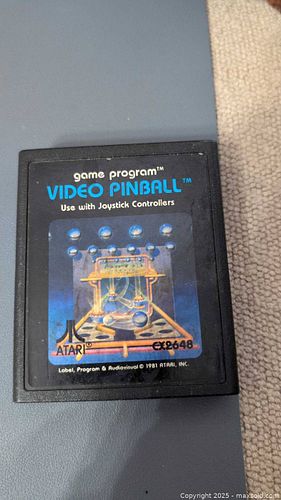 game program™
VIDEO PINBALL™
Use with Joystick Controllers
ATARI®
CX2648
Label, Program & Audiovisual © 1981 ATARI, INC.
Copyright © 2025 - maxsold.com